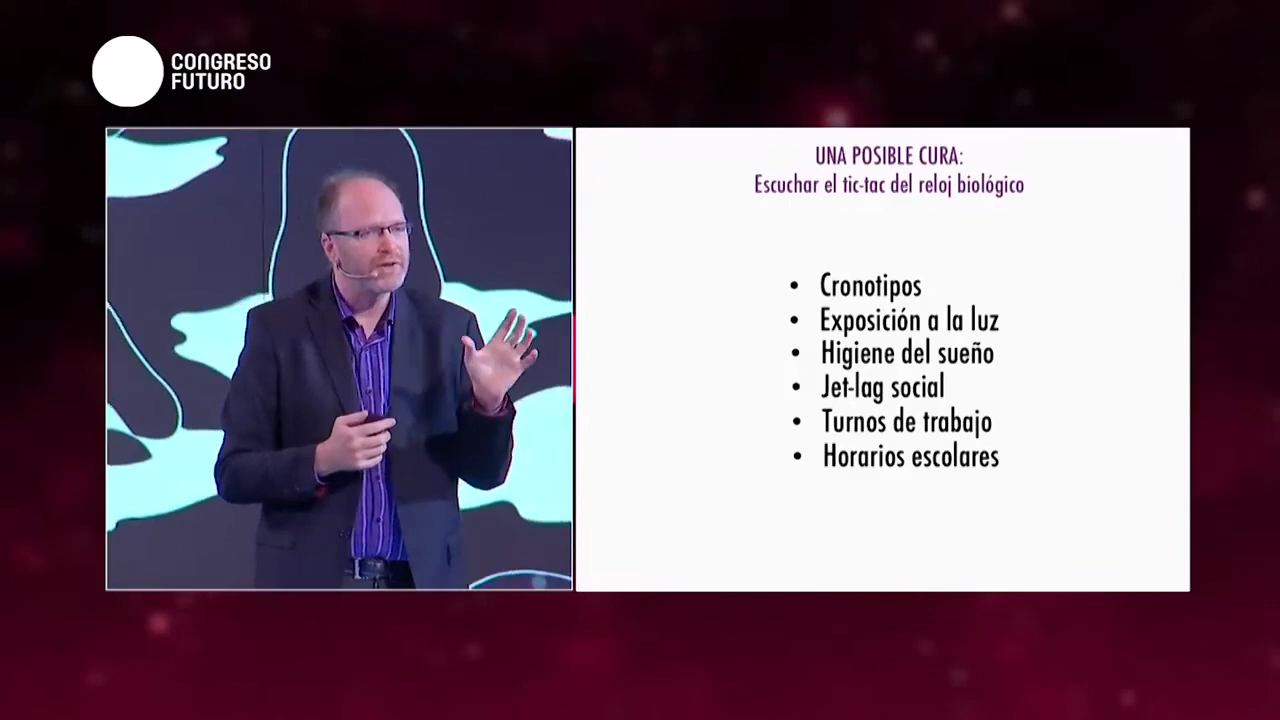 CONGRESO
FUTURO
UNA POSIBLE CURA:
Escuchar el tic-tac del reloj biológico
• Cronotipos
• Exposición a la luz
• Higiene del sueño
• Jet-lag social
• Turnos de trabajo
• Horarios escolares